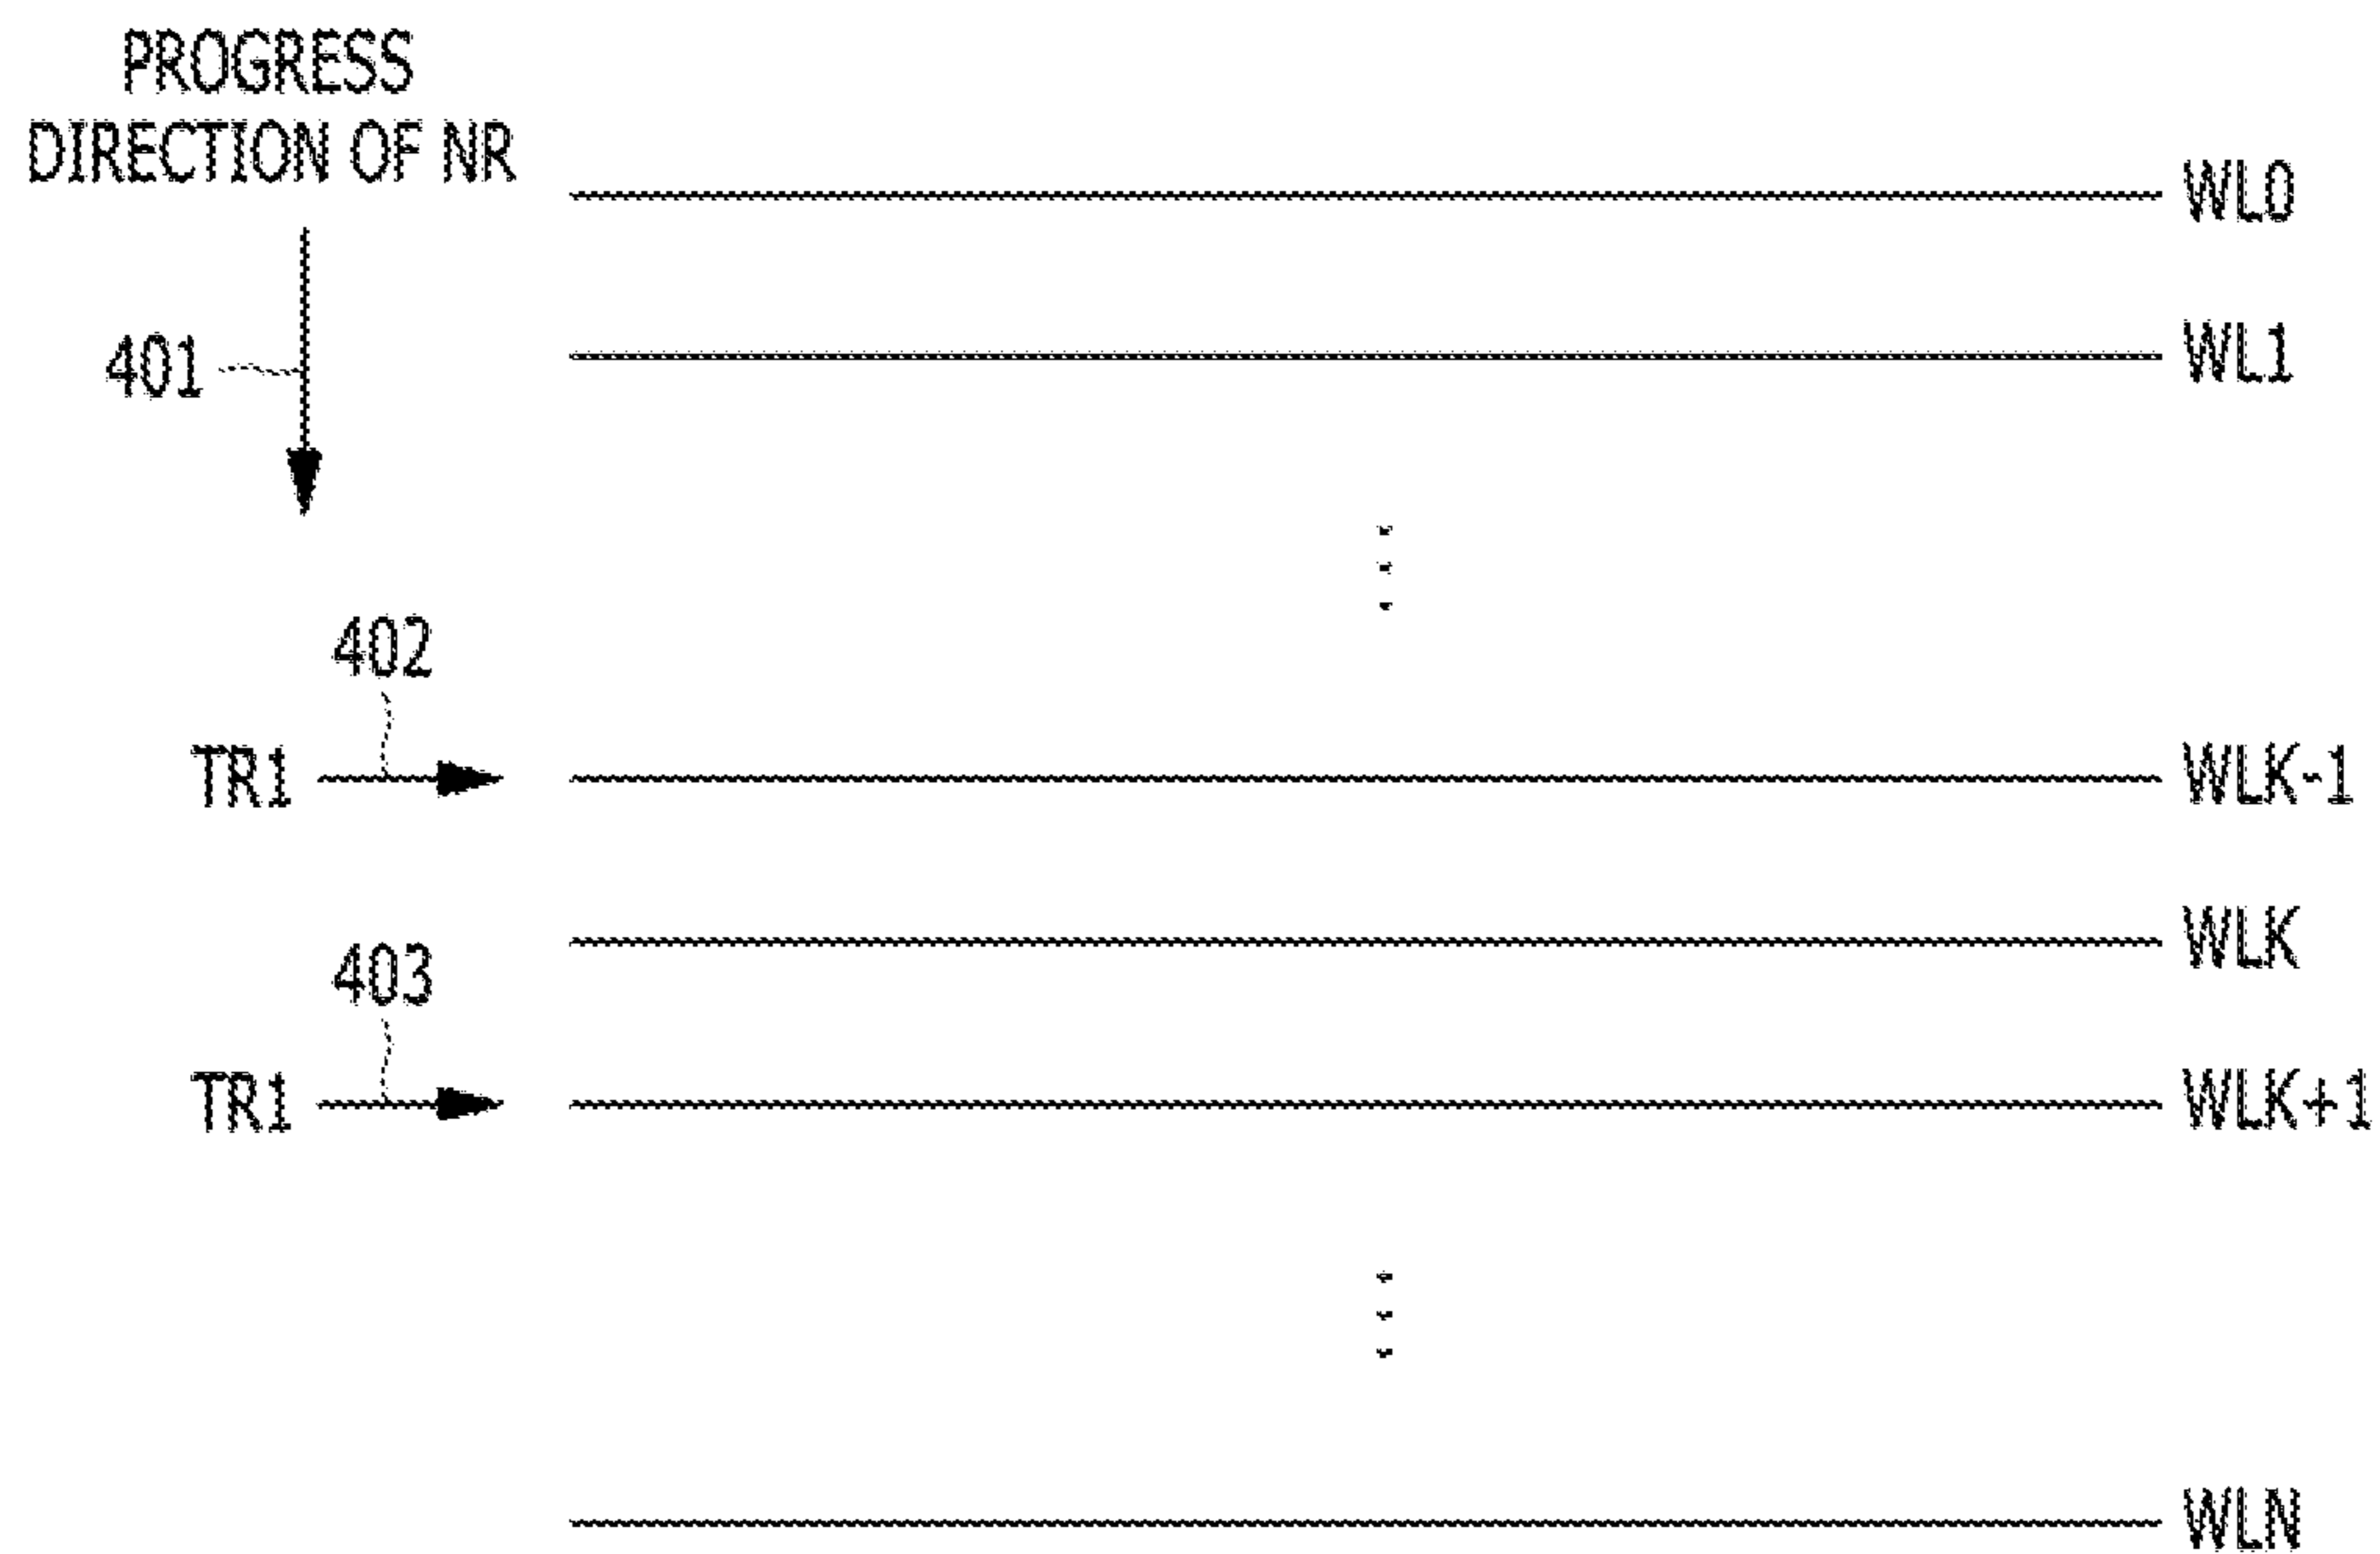 PROGRESS
DIRECTION OF NR
WL0
401
WL1
402
TR1
WLK-1
WLK
403
TR1
WLK+1
WLN